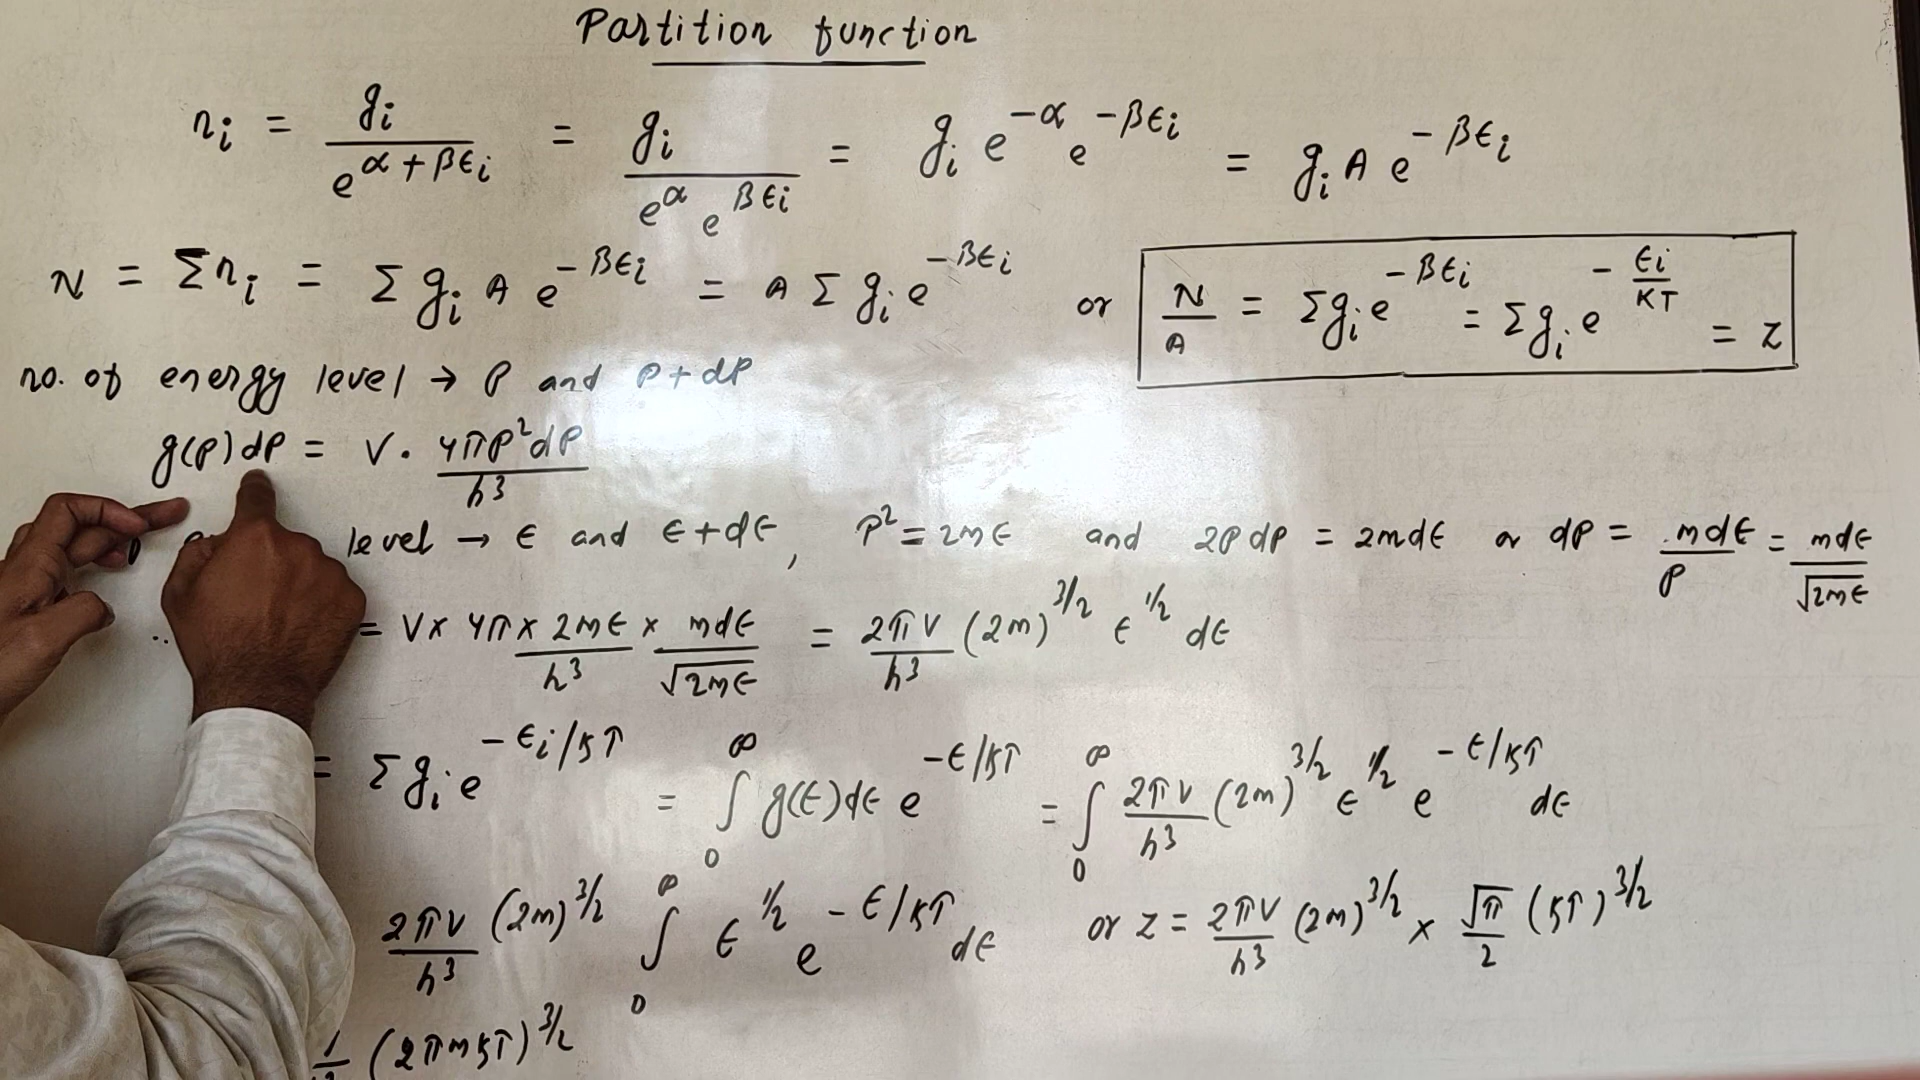 Partition function
nᵢ = gᵢ / e^(α + βϵᵢ) = gᵢ / (e^α e^(βϵᵢ)) = gᵢ e^(-α) e^(-βϵᵢ) = gᵢ A e^(-βϵᵢ)
N = Σnᵢ = Σ gᵢ A e^(-βϵᵢ) = A Σ gᵢ e^(-βϵᵢ) or N/A = Σgᵢe^(-βϵᵢ) = Σgᵢe^(-ϵᵢ/KT) = Z
no. of energy level → P and P+dP
g(P)dP = V · 4πP²dP / h³
level → ϵ and ϵ+dϵ, P² = 2mϵ and 2PdP = 2mdϵ or dP = mdϵ/P = mdϵ/√(2mϵ)
= V × 4π × 2mϵ/h³ × mdϵ/√(2mϵ) = 2πV/h³ (2m)^(3/2) ϵ^(1/2) dϵ
= Σgᵢe^(-ϵᵢ/KT) = ∫₀^∞ g(ϵ)dϵ e^(-ϵ/KT) = ∫₀^∞ 2πV/h³ (2m)^(3/2) ϵ^(1/2) e^(-ϵ/KT) dϵ
2πV/h³ (2m)^(3/2) ∫₀^∞ ϵ^(1/2) e^(-ϵ/KT) dϵ or Z = 2πV/h³ (2m)^(3/2) × √π/2 (KT)^(3/2)
(2πmKT)^(3/2)